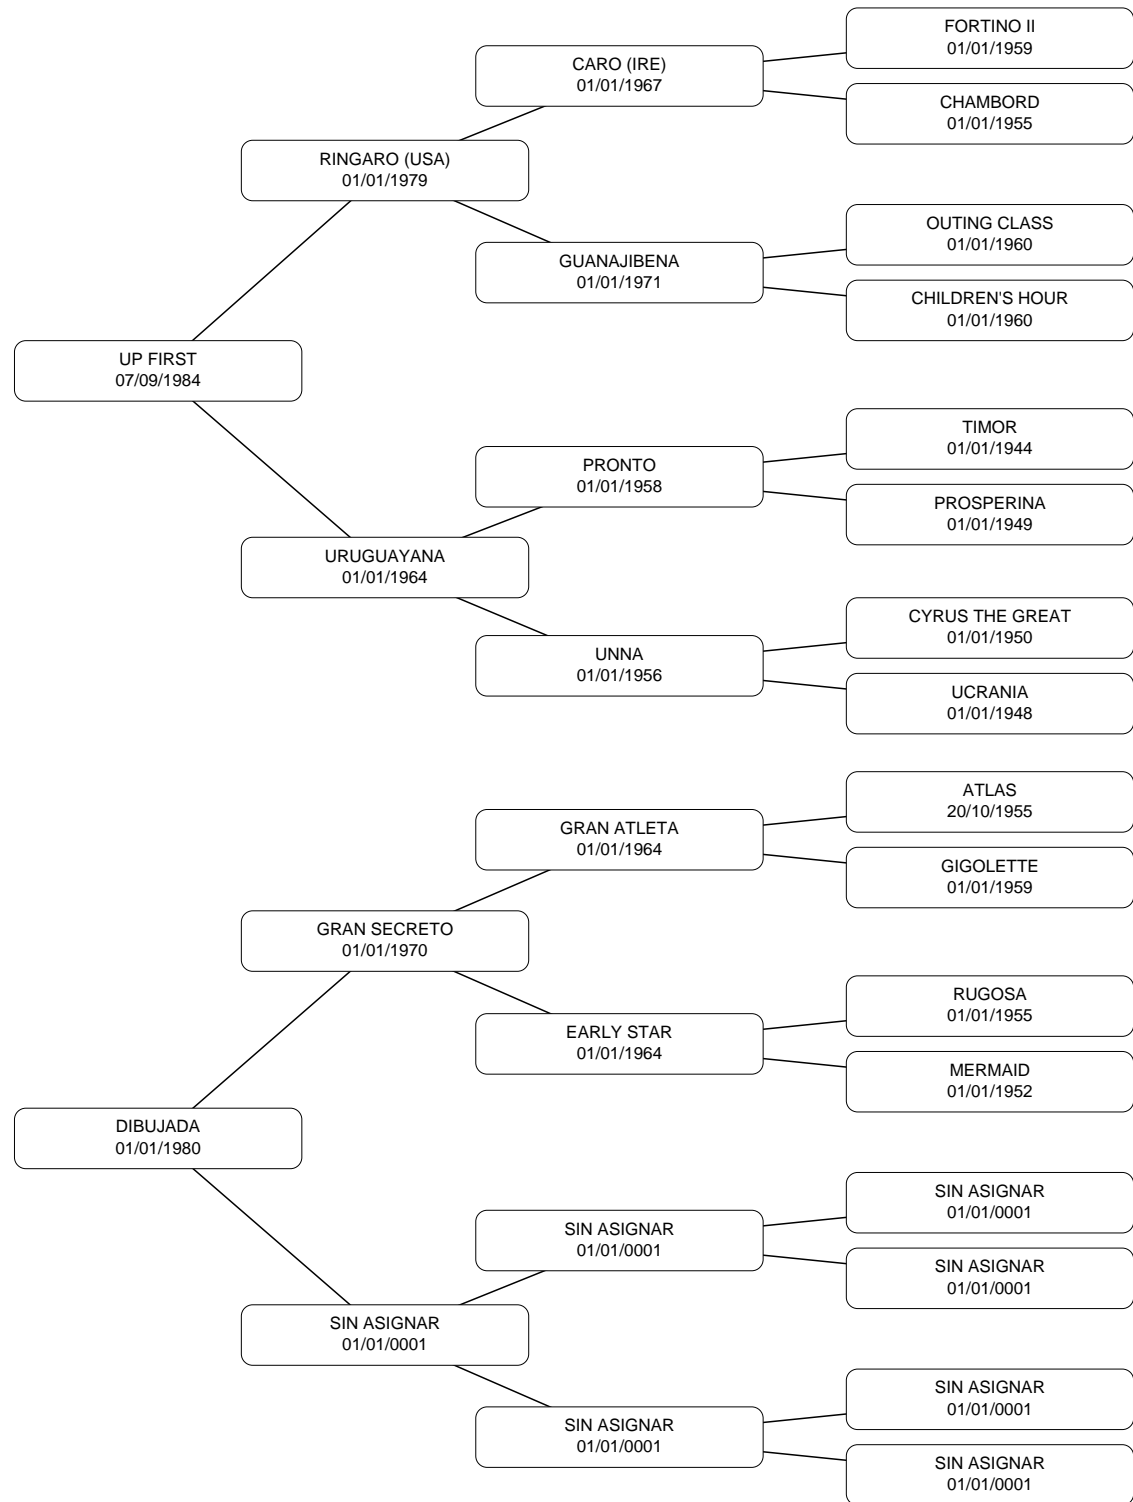 FORTINO II
01/01/1959
CARO (IRE)
01/01/1967
CHAMBORD
01/01/1955
RINGARO (USA)
01/01/1979
OUTING CLASS
01/01/1960
GUANAJIBENA
01/01/1971
CHILDREN'S HOUR
01/01/1960
UP FIRST
07/09/1984
TIMOR
01/01/1944
PRONTO
01/01/1958
PROSPERINA
01/01/1949
URUGUAYANA
01/01/1964
CYRUS THE GREAT
01/01/1950
UNNA
01/01/1956
UCRANIA
01/01/1948
ATLAS
20/10/1955
GRAN ATLETA
01/01/1964
GIGOLETTE
01/01/1959
GRAN SECRETO
01/01/1970
RUGOSA
01/01/1955
EARLY STAR
01/01/1964
MERMAID
01/01/1952
DIBUJADA
01/01/1980
SIN ASIGNAR
01/01/0001
SIN ASIGNAR
01/01/0001
SIN ASIGNAR
01/01/0001
SIN ASIGNAR
01/01/0001
SIN ASIGNAR
01/01/0001
SIN ASIGNAR
01/01/0001
SIN ASIGNAR
01/01/0001